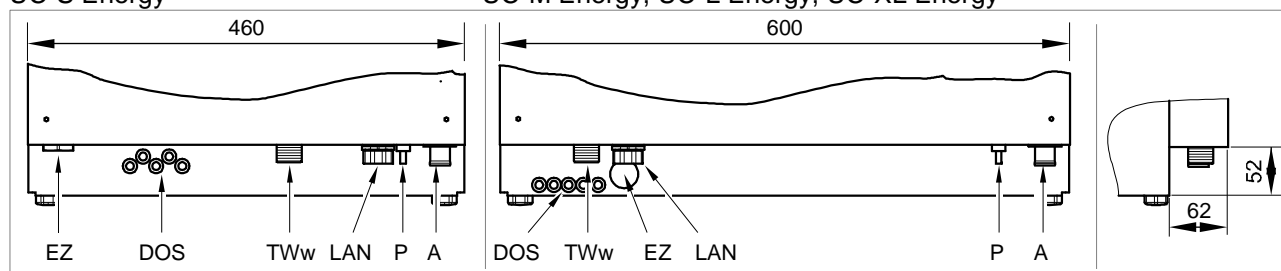 460
600
52
62
EZ DOS TWw LAN P A
DOS TWw EZ LAN P A